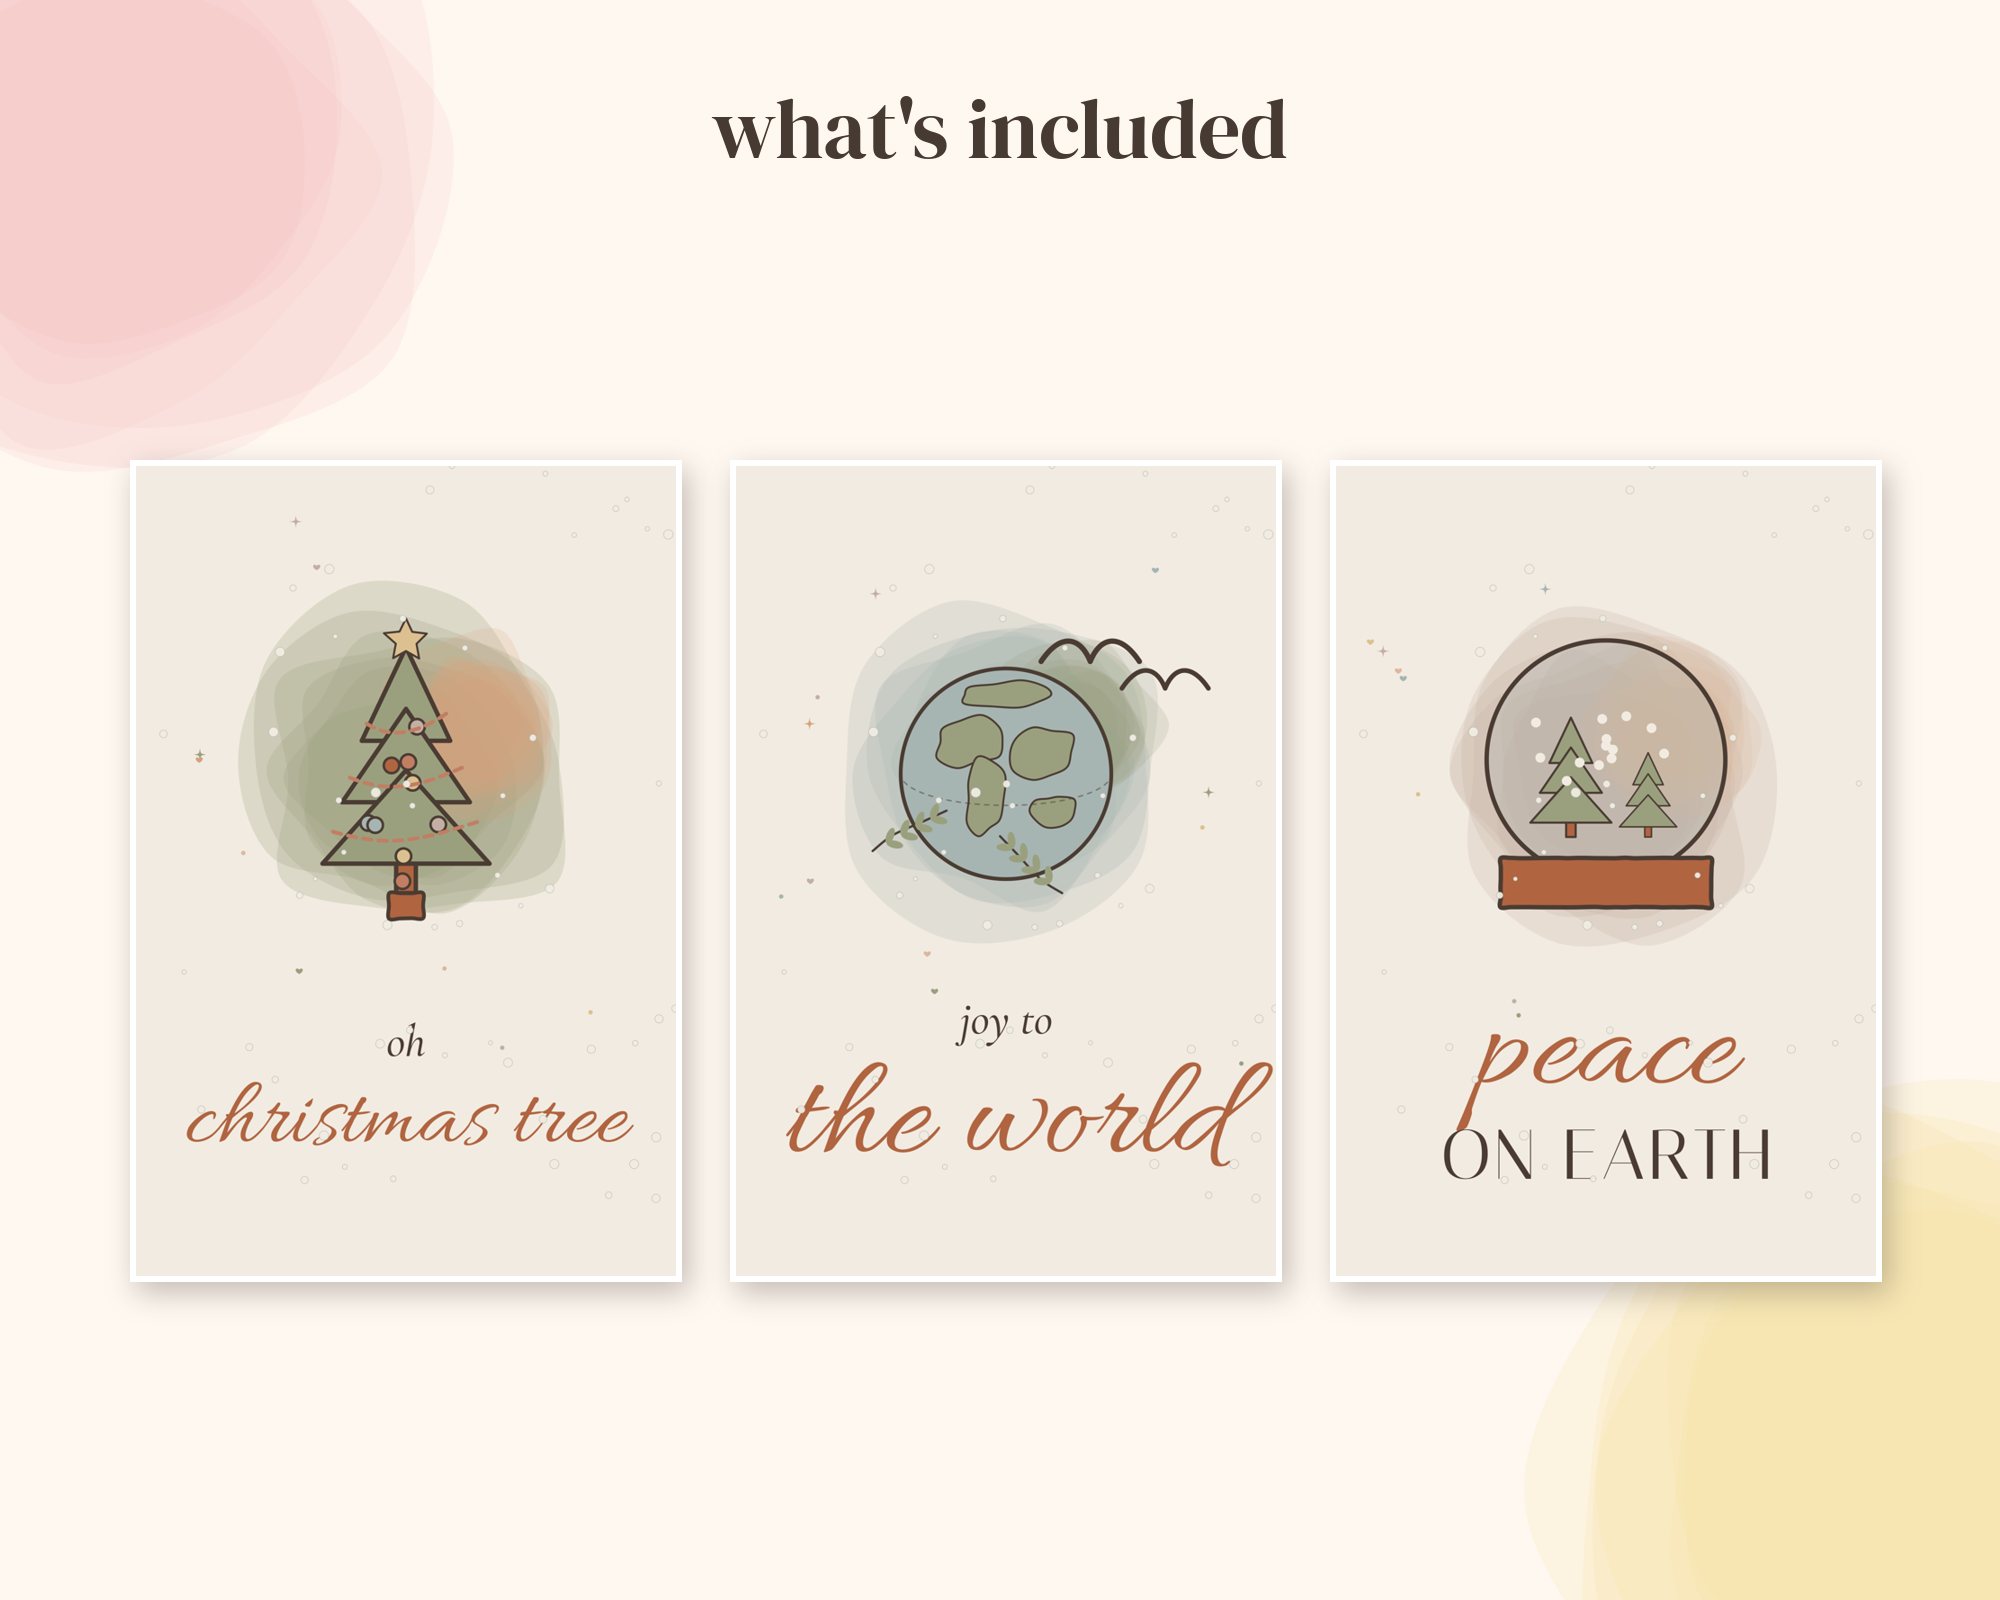 what's included
oh
christmas tree
joy to
the world
peace
ON EARTH